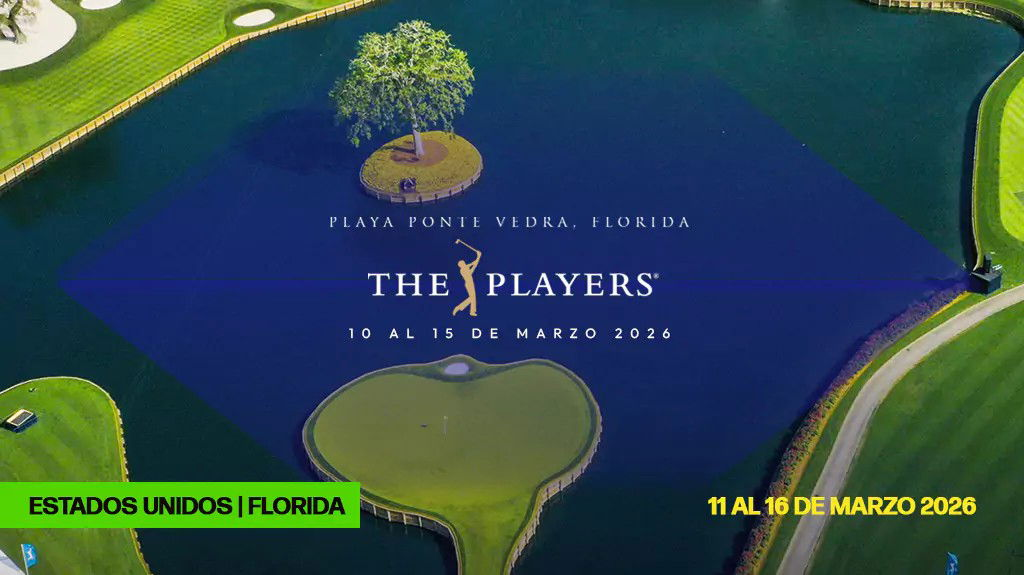 PLAYA PONTE VEDRA, FLORIDA
THE PLAYERS®
10 AL 15 DE MARZO 2026
ESTADOS UNIDOS | FLORIDA
11 AL 16 DE MARZO 2026